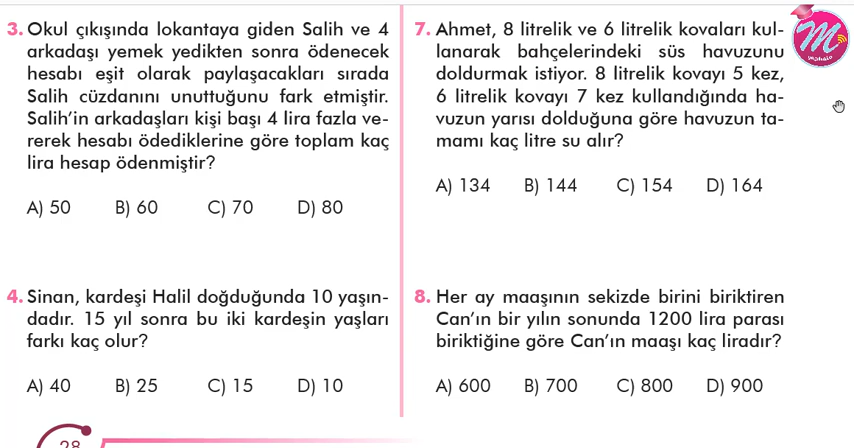 3. Okul çıkışında lokantaya giden Salih ve 4
arkadaşı yemek yedikten sonra ödenecek
hesabı eşit olarak paylaşacakları sırada
Salih cüzdanını unuttuğunu fark etmiştir.
Salih'in arkadaşları kişi başı 4 lira fazla ve-
rerek hesabı ödediklerine göre toplam kaç
lira hesap ödenmiştir?
A) 50 B) 60 C) 70 D) 80
4. Sinan, kardeşi Halil doğduğunda 10 yaşın-
dadır. 15 yıl sonra bu iki kardeşin yaşları
farkı kaç olur?
A) 40 B) 25 C) 15 D) 10
28
7. Ahmet, 8 litrelik ve 6 litrelik kovaları kul-
lanarak bahçelerindeki süs havuzunu
doldurmak istiyor. 8 litrelik kovayı 5 kez,
6 litrelik kovayı 7 kez kullandığında ha-
vuzun yarısı dolduğuna göre havuzun ta-
mamı kaç litre su alır?
A) 134 B) 144 C) 154 D) 164
8. Her ay maaşının sekizde birini biriktiren
Can'ın bir yılın sonunda 1200 lira parası
biriktiğine göre Can'ın maaşı kaç liradır?
A) 600 B) 700 C) 800 D) 900